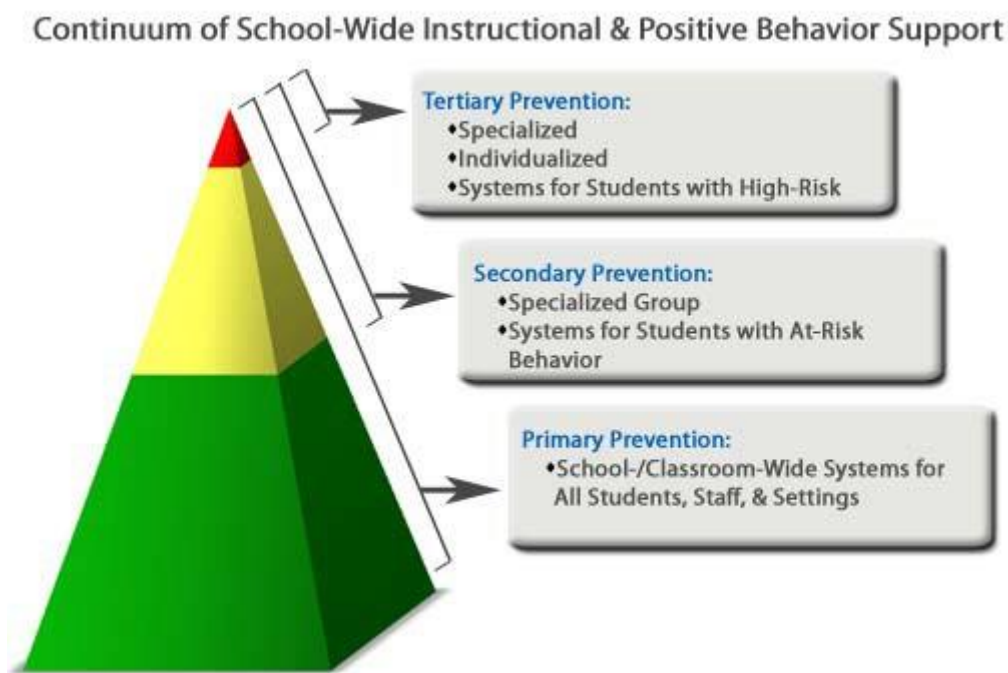 Continuum of School-Wide Instructional & Positive Behavior Support
Tertiary Prevention:
♦Specialized
♦Individualized
♦Systems for Students with High-Risk
Secondary Prevention:
♦Specialized Group
♦Systems for Students with At-Risk
Behavior
Primary Prevention:
♦School-/Classroom-Wide Systems for
All Students, Staff, & Settings